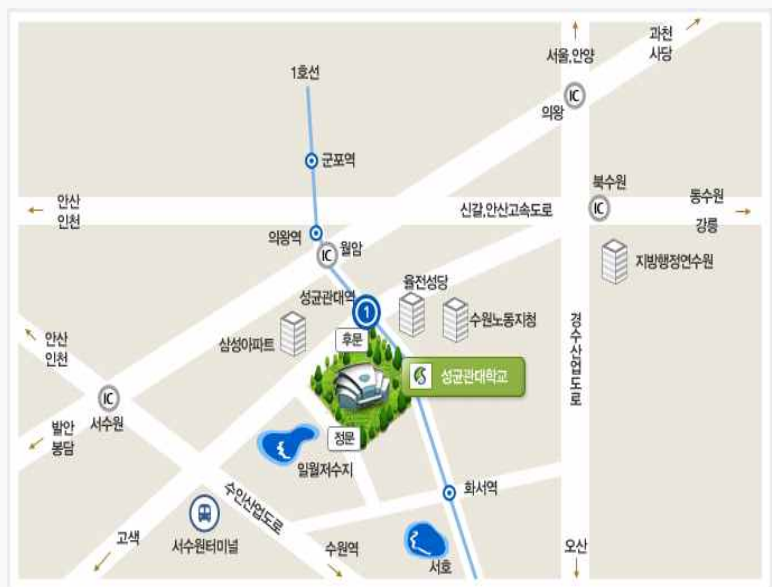 과천
사당
서울,안양
1호선
IC
의왕
군포역
북수원
안산
인천
신갈,안산고속도로
IC
동수원
강릉
의왕역
IC
월암
지방행정연수원
율전성당
성균관대역
1
수원노동지청
경수산업도로
삼성아파트
후문
안산
인천
성균관대학교
IC
서수원
발안
봉담
정문
일월저수지
수인산업도로
화서역
고색
서수원터미널
수원역
서호
오산